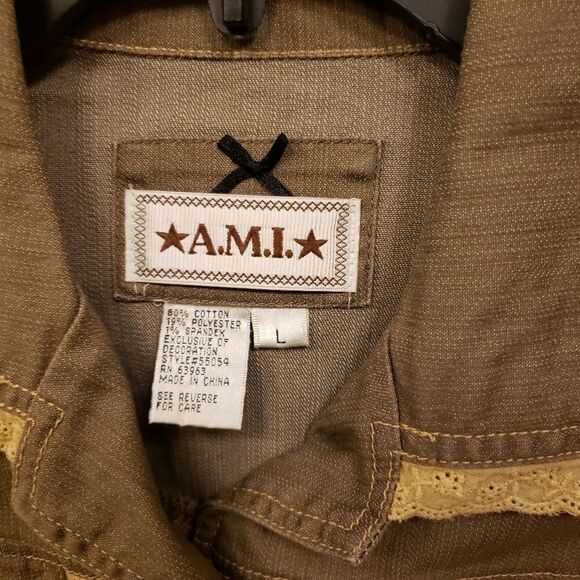 ★A.M.I.★
80% COTTON
19% POLYESTER
1% SPANDEX
EXCLUSIVE OF
DECORATION
STYLE#55054
RN 63963
MADE IN CHINA
SEE REVERSE
FOR CARE
L